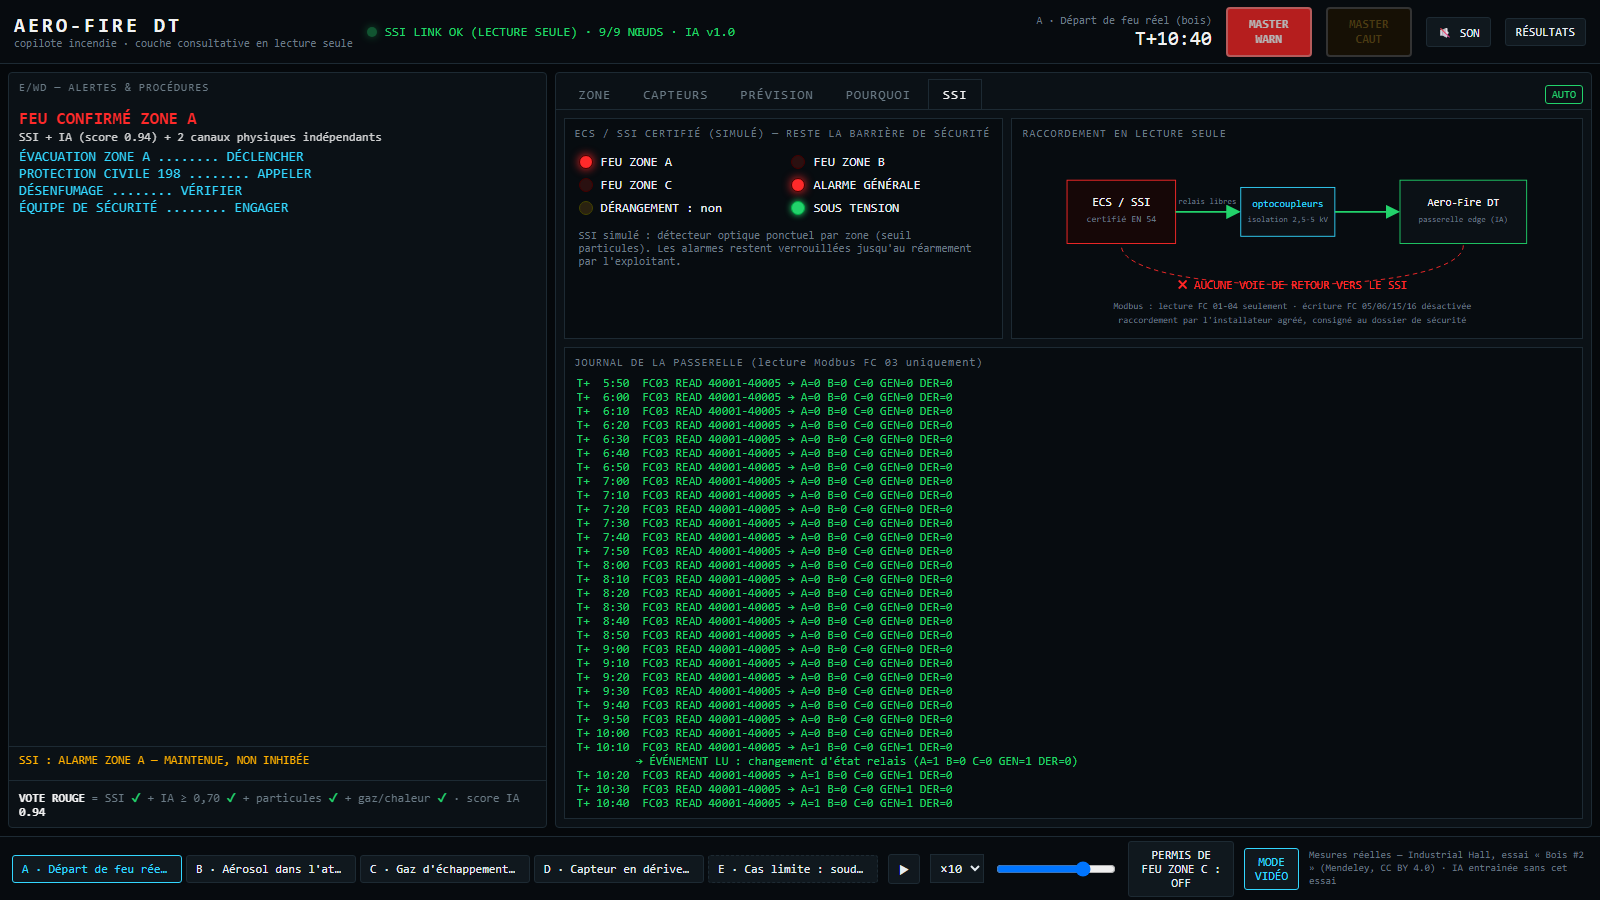 AERO-FIRE DT
copilote incendie · couche consultative en lecture seule
SSI LINK OK (LECTURE SEULE) · 9/9 NŒUDS · IA v1.0
A · Départ de feu réel (bois)
T+10:40
MASTER
WARN
MASTER
CAUT
SON
RÉSULTATS
E/WD — ALERTES & PROCÉDURES
FEU CONFIRMÉ ZONE A
SSI + IA (score 0.94) + 2 canaux physiques indépendants
ÉVACUATION ZONE A ........ DÉCLENCHER
PROTECTION CIVILE 198 ........ APPELER
DÉSENFUMAGE ........ VÉRIFIER
ÉQUIPE DE SÉCURITÉ ........ ENGAGER
SSI : ALARME ZONE A — MAINTENUE, NON INHIBÉE
VOTE ROUGE = SSI ✓ + IA ≥ 0,70 ✓ + particules ✓ + gaz/chaleur ✓ · score IA
0.94
ZONE
CAPTEURS
PRÉVISION
POURQUOI
SSI
AUTO
ECS / SSI CERTIFIÉ (SIMULÉ) — RESTE LA BARRIÈRE DE SÉCURITÉ
FEU ZONE A
FEU ZONE B
FEU ZONE C
ALARME GÉNÉRALE
DÉRANGEMENT : non
SOUS TENSION
SSI simulé : détecteur optique ponctuel par zone (seuil
particules). Les alarmes restent verrouillées jusqu'au réarmement
par l'exploitant.
RACCORDEMENT EN LECTURE SEULE
ECS / SSI
certifié EN 54
relais libres
optocoupleurs
isolation 2,5-5 kV
Aero-Fire DT
passerelle edge (IA)
✕ AUCUNE VOIE DE RETOUR VERS LE SSI
Modbus : lecture FC 01-04 seulement · écriture FC 05/06/15/16 désactivée
raccordement par l'installateur agréé, consigné au dossier de sécurité
JOURNAL DE LA PASSERELLE (lecture Modbus FC 03 uniquement)
T+  5:50  FC03 READ 40001-40005 → A=0 B=0 C=0 GEN=0 DER=0
T+  6:00  FC03 READ 40001-40005 → A=0 B=0 C=0 GEN=0 DER=0
T+  6:10  FC03 READ 40001-40005 → A=0 B=0 C=0 GEN=0 DER=0
T+  6:20  FC03 READ 40001-40005 → A=0 B=0 C=0 GEN=0 DER=0
T+  6:30  FC03 READ 40001-40005 → A=0 B=0 C=0 GEN=0 DER=0
T+  6:40  FC03 READ 40001-40005 → A=0 B=0 C=0 GEN=0 DER=0
T+  6:50  FC03 READ 40001-40005 → A=0 B=0 C=0 GEN=0 DER=0
T+  7:00  FC03 READ 40001-40005 → A=0 B=0 C=0 GEN=0 DER=0
T+  7:10  FC03 READ 40001-40005 → A=0 B=0 C=0 GEN=0 DER=0
T+  7:20  FC03 READ 40001-40005 → A=0 B=0 C=0 GEN=0 DER=0
T+  7:30  FC03 READ 40001-40005 → A=0 B=0 C=0 GEN=0 DER=0
T+  7:40  FC03 READ 40001-40005 → A=0 B=0 C=0 GEN=0 DER=0
T+  7:50  FC03 READ 40001-40005 → A=0 B=0 C=0 GEN=0 DER=0
T+  8:00  FC03 READ 40001-40005 → A=0 B=0 C=0 GEN=0 DER=0
T+  8:10  FC03 READ 40001-40005 → A=0 B=0 C=0 GEN=0 DER=0
T+  8:20  FC03 READ 40001-40005 → A=0 B=0 C=0 GEN=0 DER=0
T+  8:30  FC03 READ 40001-40005 → A=0 B=0 C=0 GEN=0 DER=0
T+  8:40  FC03 READ 40001-40005 → A=0 B=0 C=0 GEN=0 DER=0
T+  8:50  FC03 READ 40001-40005 → A=0 B=0 C=0 GEN=0 DER=0
T+  9:00  FC03 READ 40001-40005 → A=0 B=0 C=0 GEN=0 DER=0
T+  9:10  FC03 READ 40001-40005 → A=0 B=0 C=0 GEN=0 DER=0
T+  9:20  FC03 READ 40001-40005 → A=0 B=0 C=0 GEN=0 DER=0
T+  9:30  FC03 READ 40001-40005 → A=0 B=0 C=0 GEN=0 DER=0
T+  9:40  FC03 READ 40001-40005 → A=0 B=0 C=0 GEN=0 DER=0
T+  9:50  FC03 READ 40001-40005 → A=0 B=0 C=0 GEN=0 DER=0
T+ 10:00  FC03 READ 40001-40005 → A=0 B=0 C=0 GEN=0 DER=0
T+ 10:10  FC03 READ 40001-40005 → A=1 B=0 C=0 GEN=1 DER=0
→ ÉVÉNEMENT LU : changement d'état relais (A=1 B=0 C=0 GEN=1 DER=0)
T+ 10:20  FC03 READ 40001-40005 → A=1 B=0 C=0 GEN=1 DER=0
T+ 10:30  FC03 READ 40001-40005 → A=1 B=0 C=0 GEN=1 DER=0
T+ 10:40  FC03 READ 40001-40005 → A=1 B=0 C=0 GEN=1 DER=0
A · Départ de feu rée…
B · Aérosol dans l'at…
C · Gaz d'échappement…
D · Capteur en dérive…
E · Cas limite : soud…
▶
x10
PERMIS DE
FEU ZONE C :
OFF
MODE
VIDÉO
Mesures réelles — Industrial Hall, essai « Bois #2
» (Mendeley, CC BY 4.0) · IA entraînée sans cet
essai